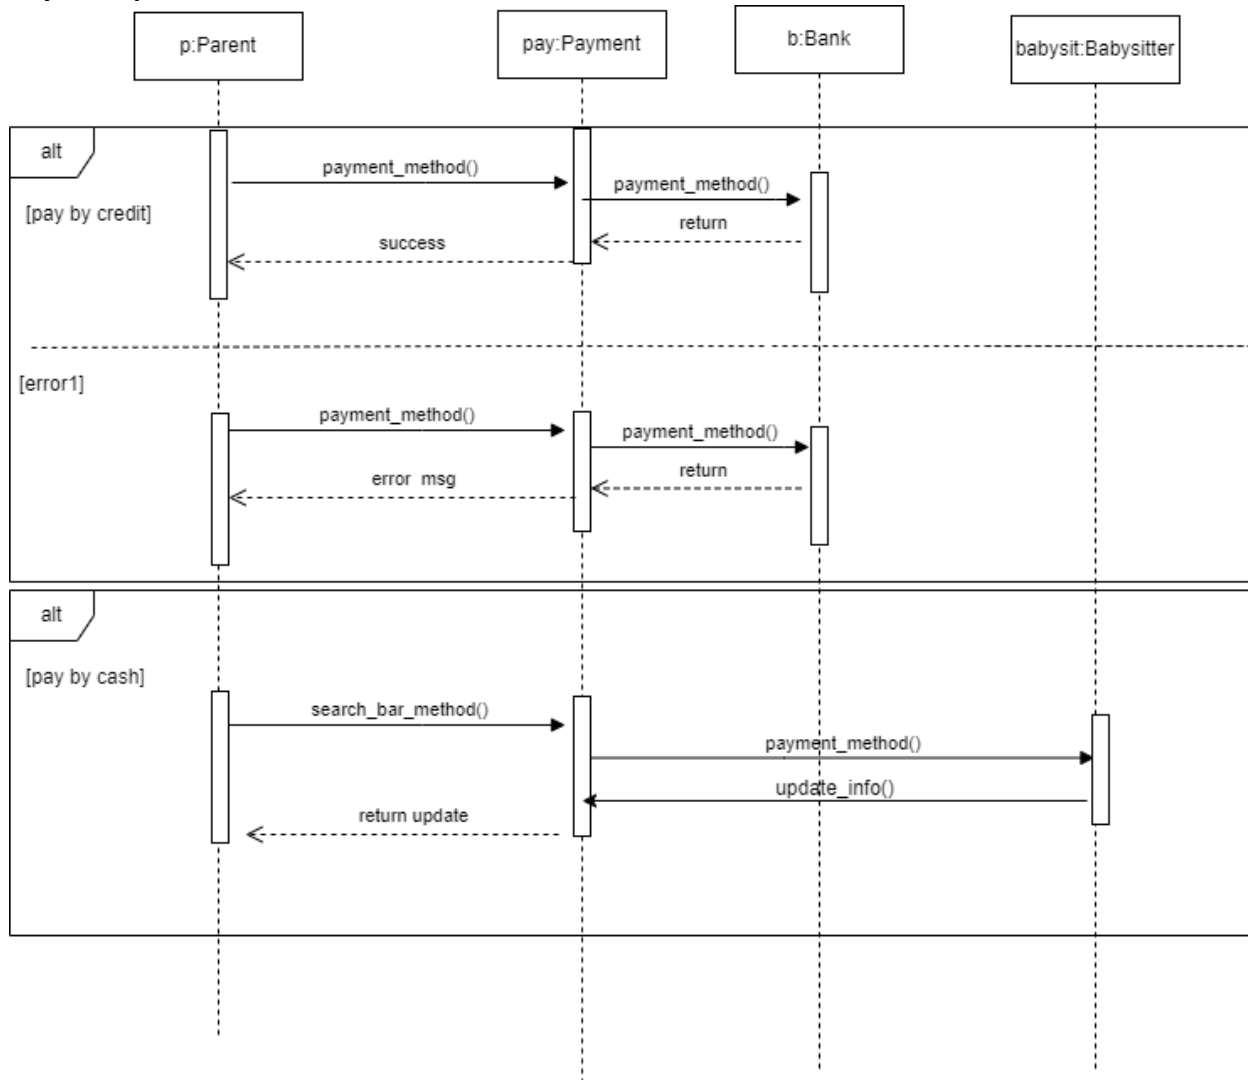 p:Parent
pay:Payment
b:Bank
babysit:Babysitter
alt
[pay by credit]
payment_method()
payment_method()
return
success
[error1]
payment_method()
payment_method()
return
error msg
alt
[pay by cash]
search_bar_method()
payment_method()
update_info()
return update